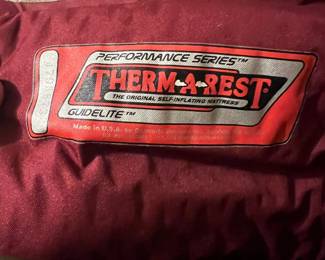 PERFORMANCE SERIES™
THERM-A-REST
THE ORIGINAL SELF-INFLATING MATTRESS
GUIDELITE™
Made in U.S.A. by